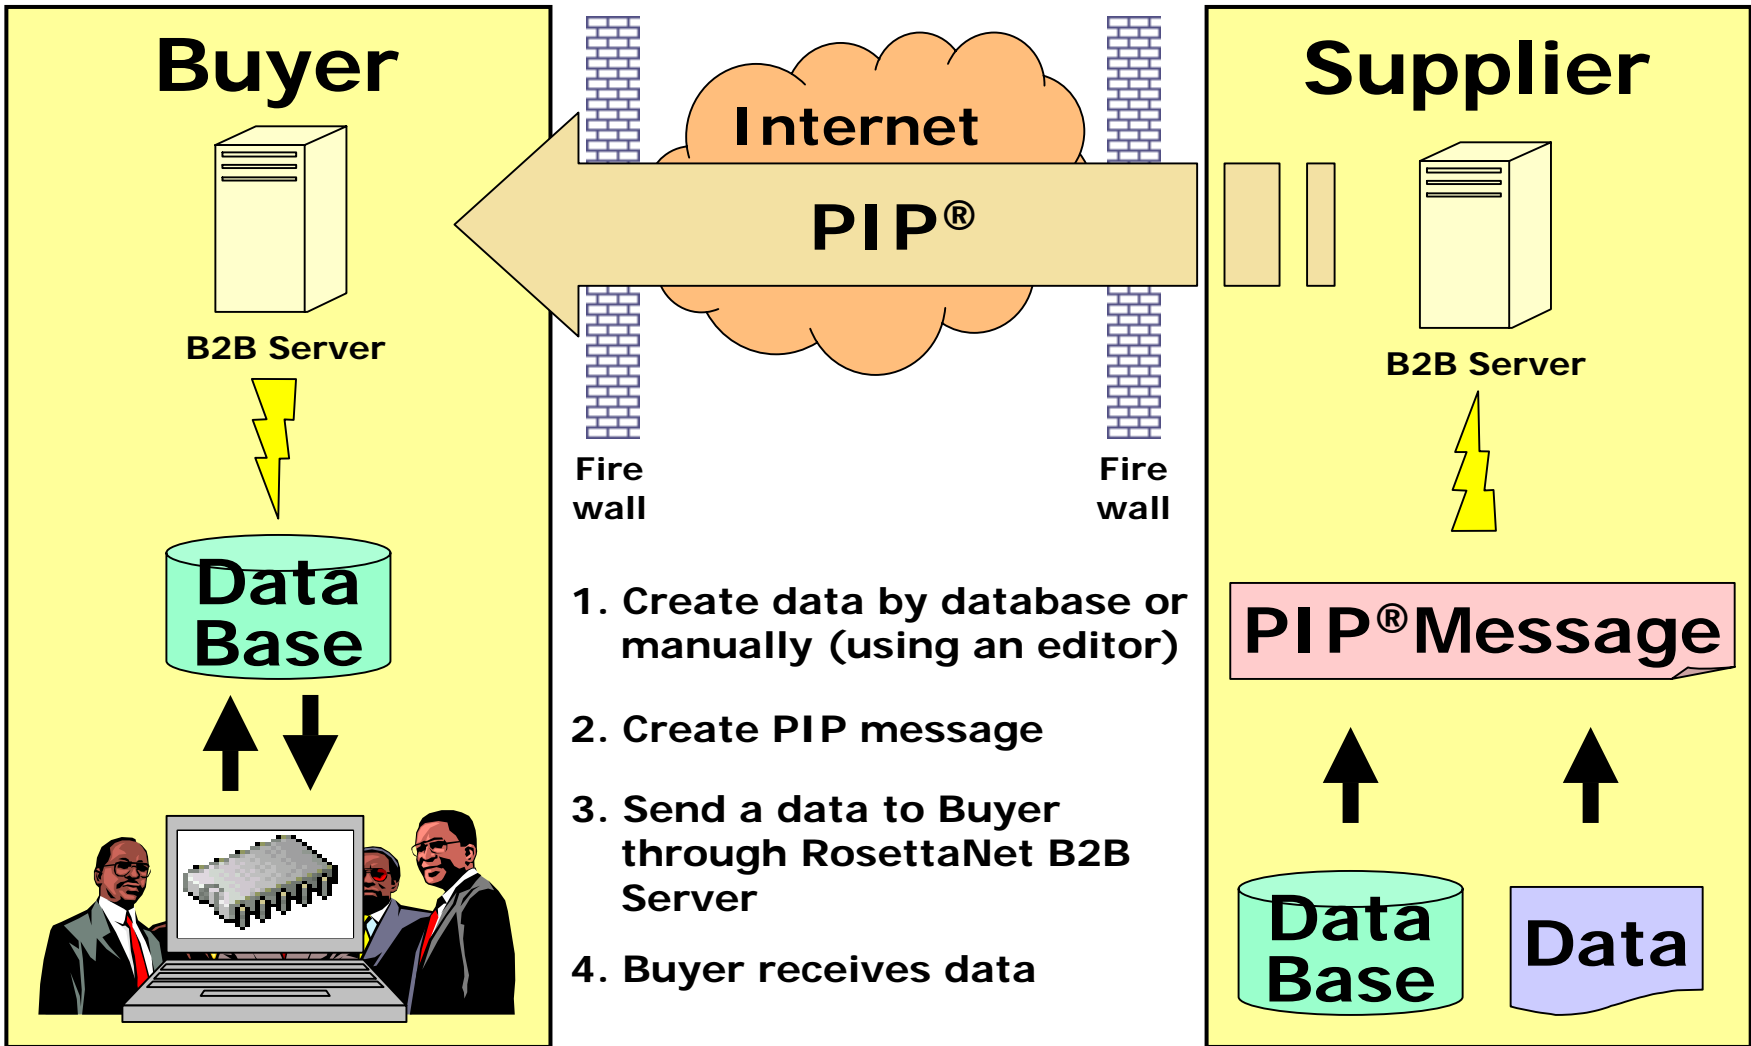 Buyer
Internet
Supplier
PIP®
B2B Server
B2B Server
Fire
wall
Fire
wall
Data
Base
1. Create data by database or
manually (using an editor)
2. Create PIP message
3. Send a data to Buyer
through RosettaNet B2B
Server
4. Buyer receives data
PIP®Message
Data
Base
Data